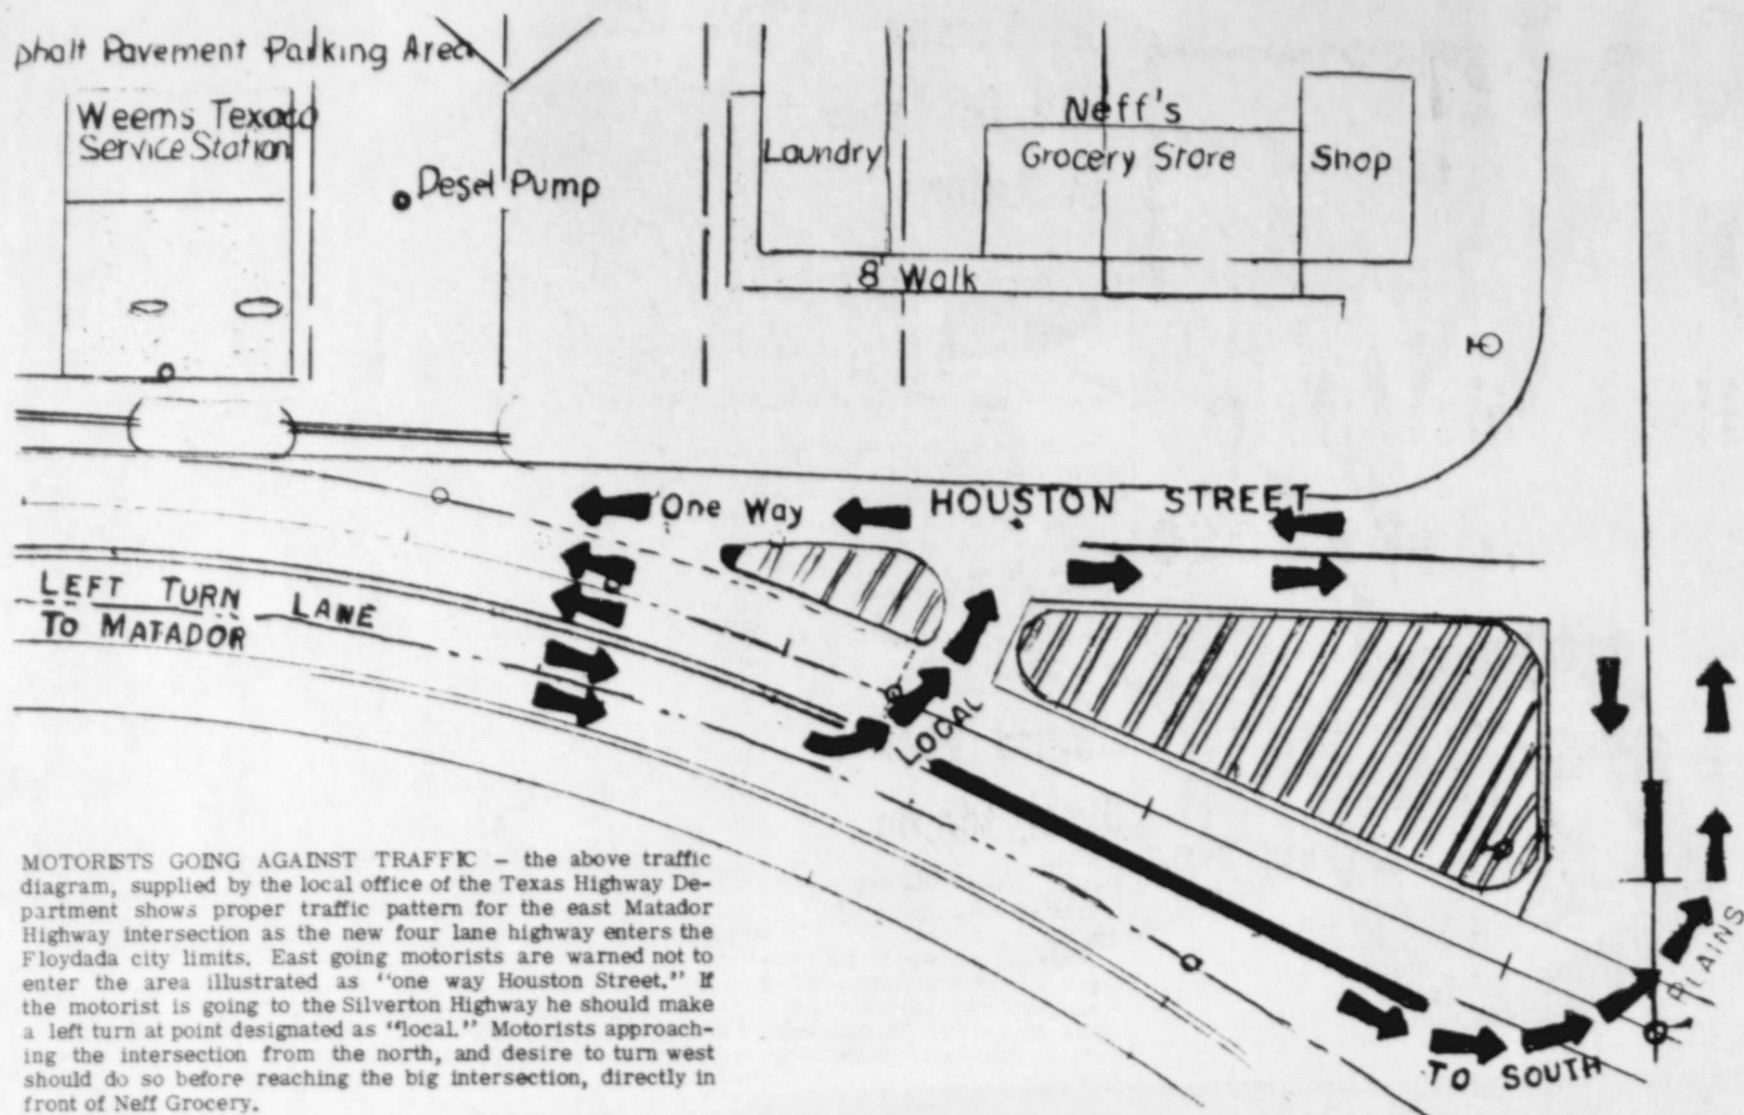 phalt Pavement Parking Area
Weems Texaco
Service Station
Desel Pump
Laundry
Neff's
Grocery Store
Shop
8' Walk
One Way
HOUSTON STREET
LEFT TURN LANE
TO MATADOR
LOCAL
PLAINS
TO SOUTH
MOTORISTS GOING AGAINST TRAFFIC — the above traffic
diagram, supplied by the local office of the Texas Highway De-
partment shows proper traffic pattern for the east Matador
Highway intersection as the new four lane highway enters the
Floydada city limits. East going motorists are warned not to
enter the area illustrated as "one way Houston Street." If
the motorist is going to the Silverton Highway he should make
a left turn at point designated as "local." Motorists approach-
ing the intersection from the north, and desire to turn west
should do so before reaching the big intersection, directly in
front of Neff Grocery.